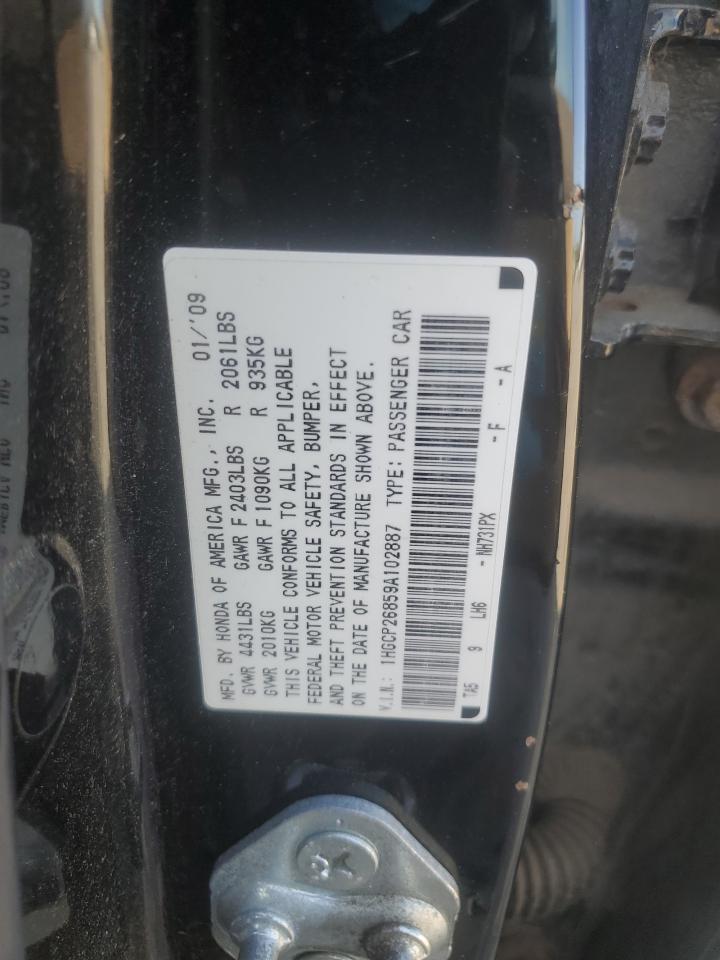 MFD. BY HONDA OF AMERICA MFG., INC. 01/'09
GVWR 4431LBS GAWR F 2403LBS R 2061LBS
GVWR 2010KG GAWR F 1090KG R 935KG
THIS VEHICLE CONFORMS TO ALL APPLICABLE
FEDERAL MOTOR VEHICLE SAFETY, BUMPER,
AND THEFT PREVENTION STANDARDS IN EFFECT
ON THE DATE OF MANUFACTURE SHOWN ABOVE.
V.I.N.: 1HGCP26859A102887 TYPE: PASSENGER CAR
TA5 9 LH6 - NH731PX - F - A